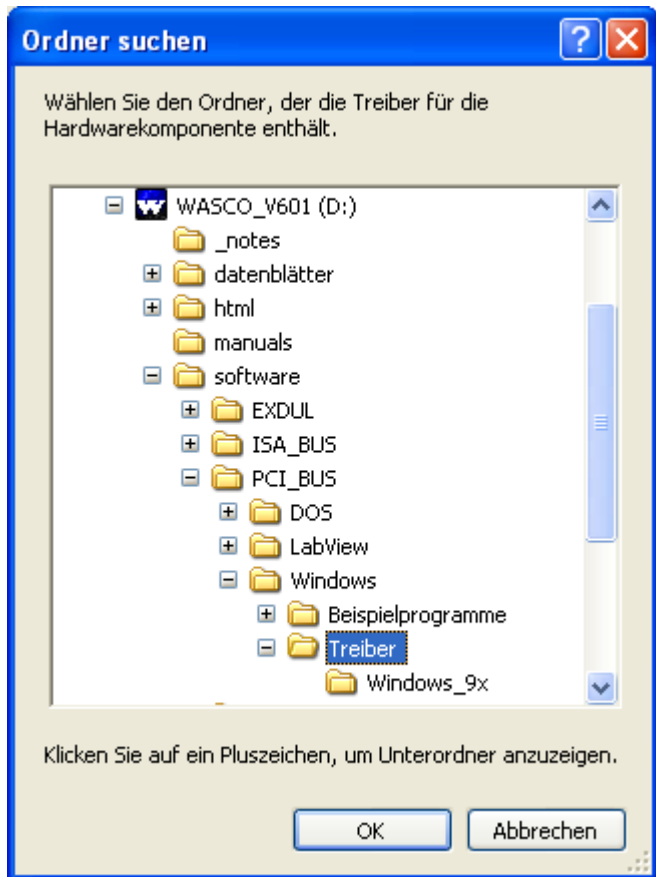 Ordner suchen
Wählen Sie den Ordner, der die Treiber für die
Hardwarekomponente enthält.
WASCO_V601 (D:)
_notes
datenblätter
html
manuals
software
EXDUL
ISA_BUS
PCI_BUS
DOS
LabView
Windows
Beispielprogramme
Treiber
Windows_9x
Klicken Sie auf ein Pluszeichen, um Unterordner anzuzeigen.
OK
Abbrechen